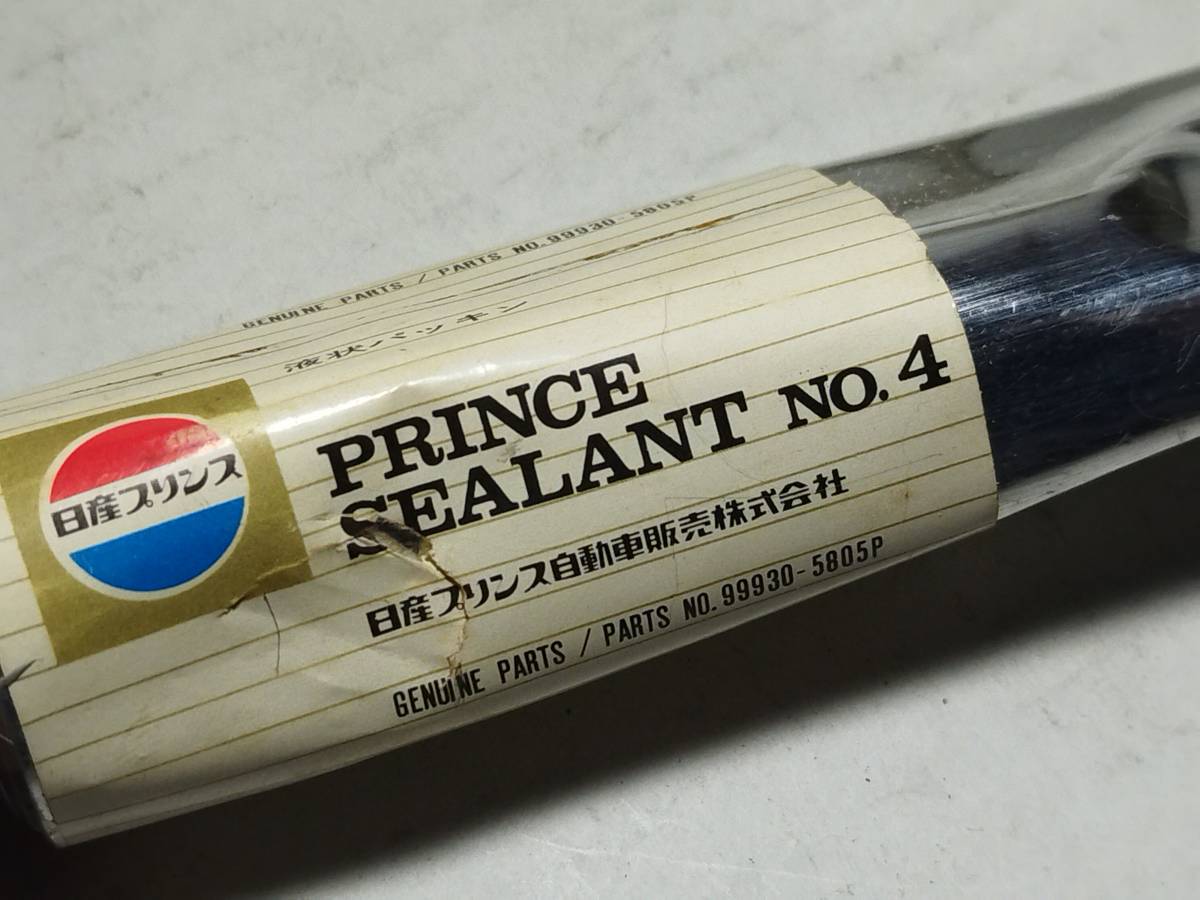 GENUINE PARTS / PARTS NO. 99930-5805P
液状パッキン
日産プリンス
PRINCE
SEALANT NO. 4
日産プリンス自動車販売株式会社
GENUINE PARTS / PARTS NO. 99930-5805P